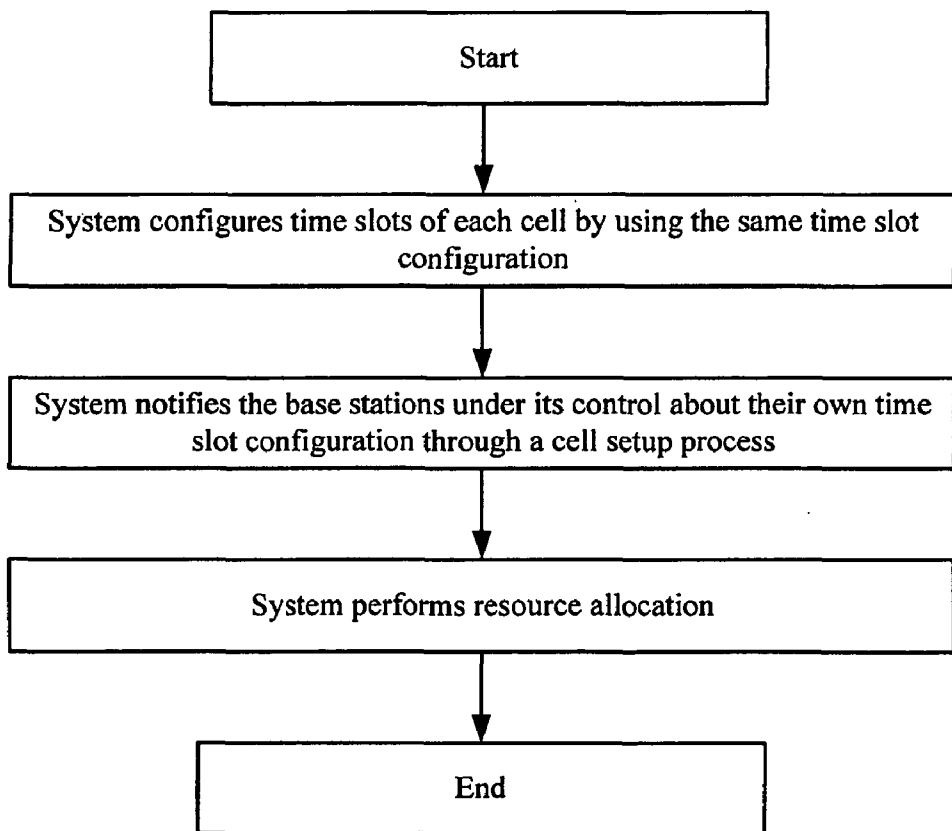 Start
System configures time slots of each cell by using the same time slot
configuration
System notifies the base stations under its control about their own time
slot configuration through a cell setup process
System performs resource allocation
End